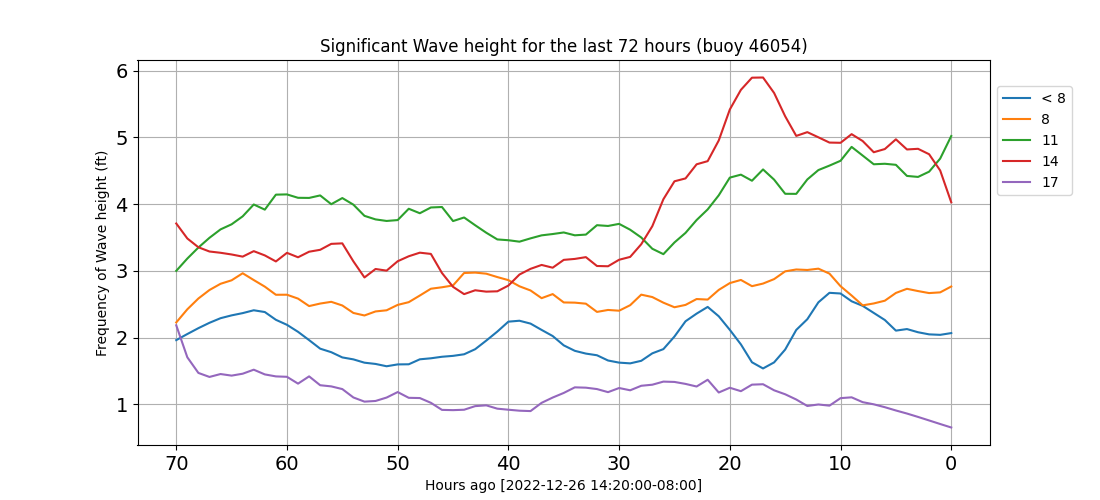 Significant Wave height for the last 72 hours (buoy 46054)
Frequency of Wave height (ft)
6
5
4
3
2
1
70 60 50 40 30 20 10 0
Hours ago [2022-12-26 14:20:00-08:00]
< 8
8
11
14
17